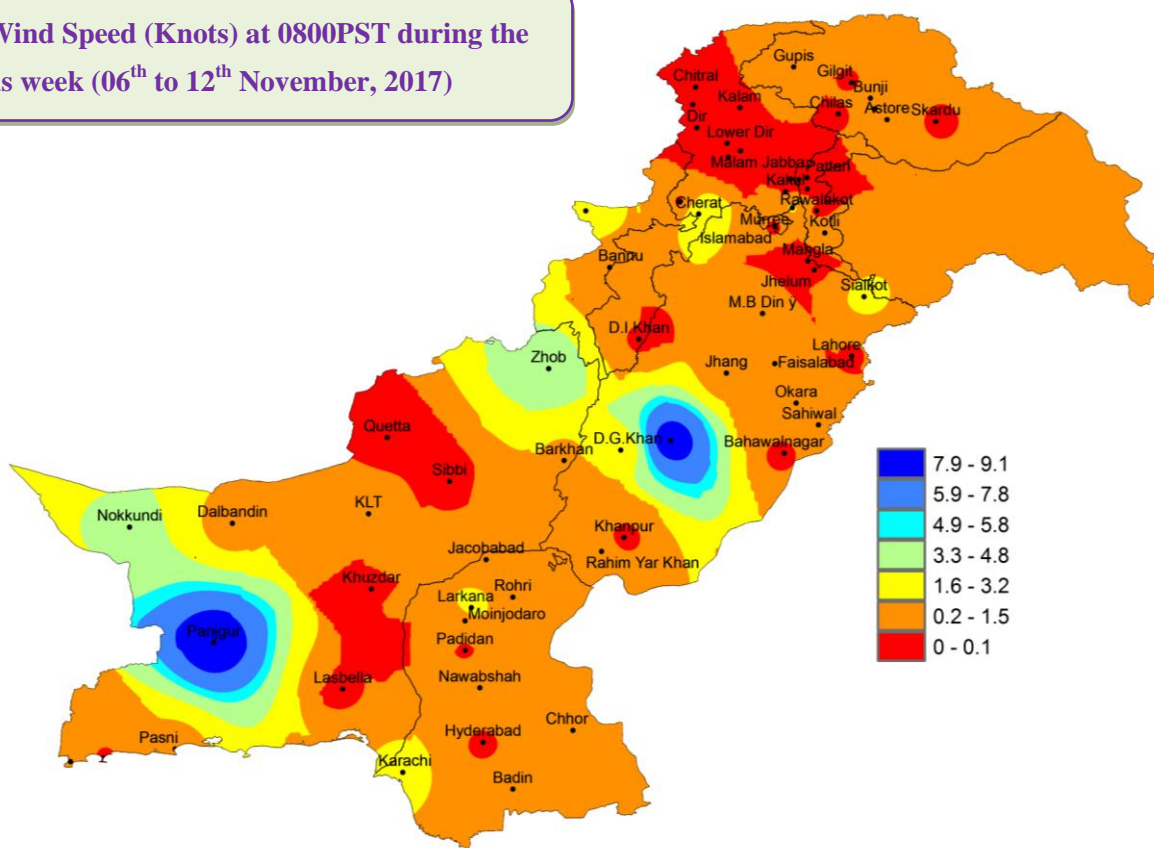 Wind Speed (Knots) at 0800PST during the
is week (06th to 12th November, 2017)
Gupis
Gilgit
Bunji
Chitral
Kalam
Chilas
Astore
Skardu
Dir
Lower Dir
Malam Jabba
Pattan
Kakul
Cherat
Rawalakot
Murree
Kotli
Islamabad
Bannu
Mangla
Jhelum
Sialkot
M.B Din y
D.I.Khan
Lahore
Zhob
Jhang
Faisalabad
Okara
Sahiwal
Quetta
D.G.Khan
Bahawalnagar
Barkhan
Sibbi
7.9 - 9.1
5.9 - 7.8
4.9 - 5.8
3.3 - 4.8
1.6 - 3.2
0.2 - 1.5
0 - 0.1
KLT
Nokkundi
Dalbandin
Khanpur
Jacobabad
Rahim Yar Khan
Khuzdar
Rohri
Larkana
Moinjodaro
Panjgur
Padidan
Lasbella
Nawabshah
Chhor
Pasni
Hyderabad
Karachi
Badin